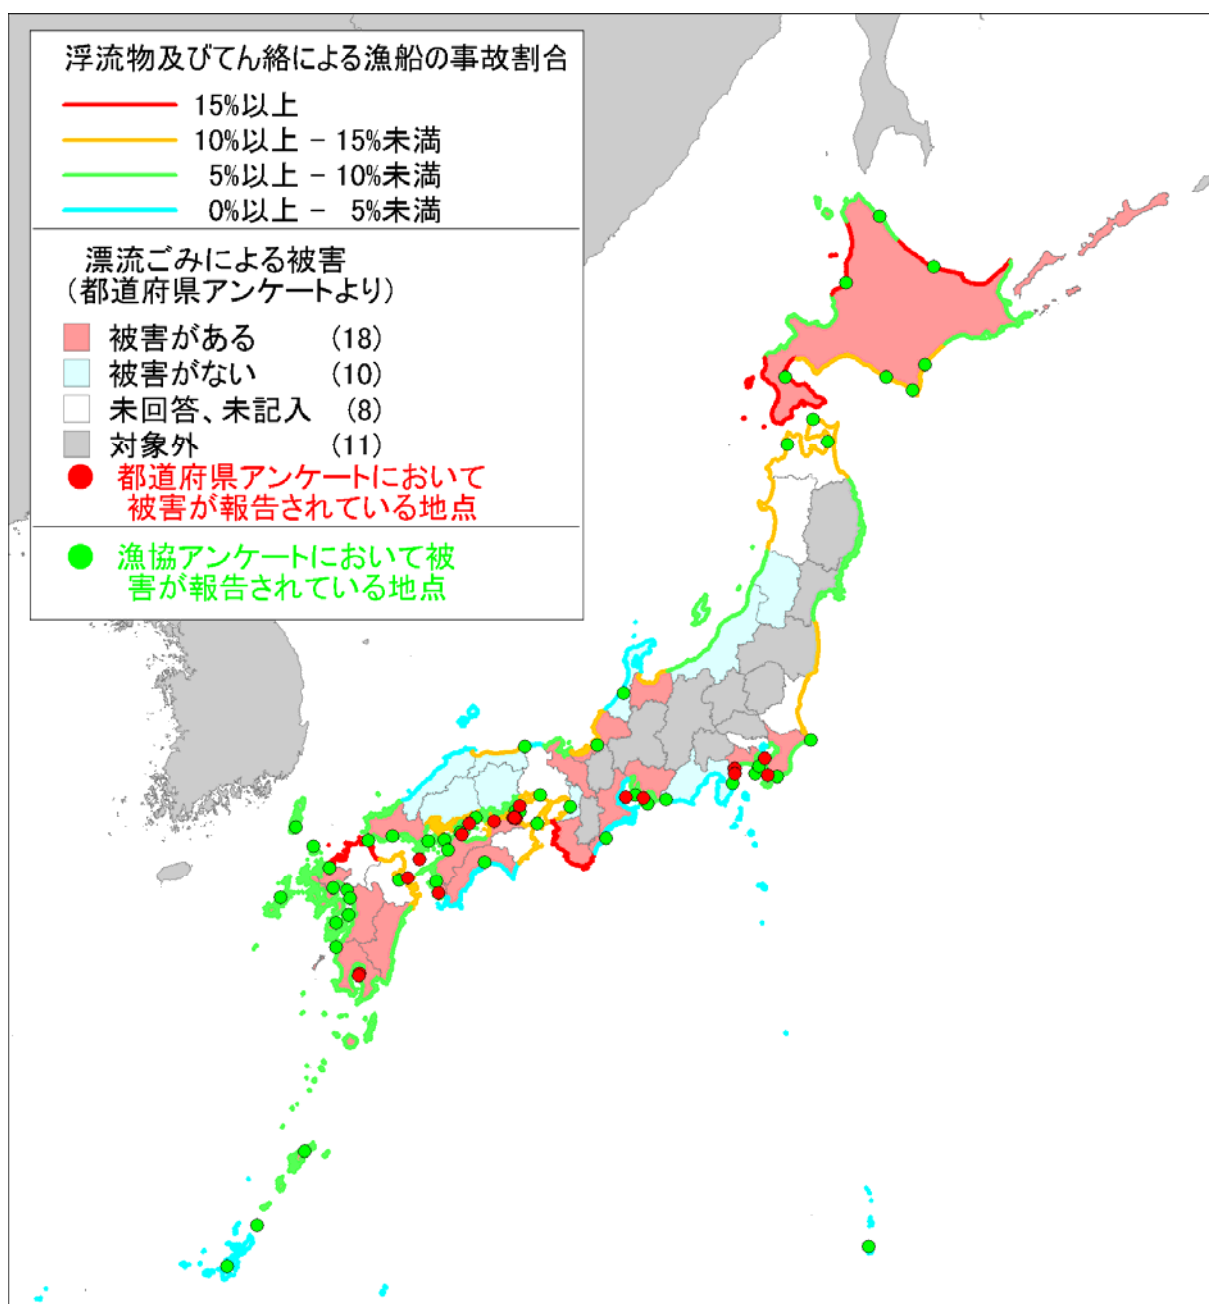 浮流物及びてん絡による漁船の事故割合
15%以上
10%以上 − 15%未満
5%以上 − 10%未満
0%以上 − 5%未満
漂流ごみによる被害
（都道府県アンケートより）
被害がある (18)
被害がない (10)
未回答、未記入 (8)
対象外 (11)
都道府県アンケートにおいて
被害が報告されている地点
漁協アンケートにおいて被
害が報告されている地点